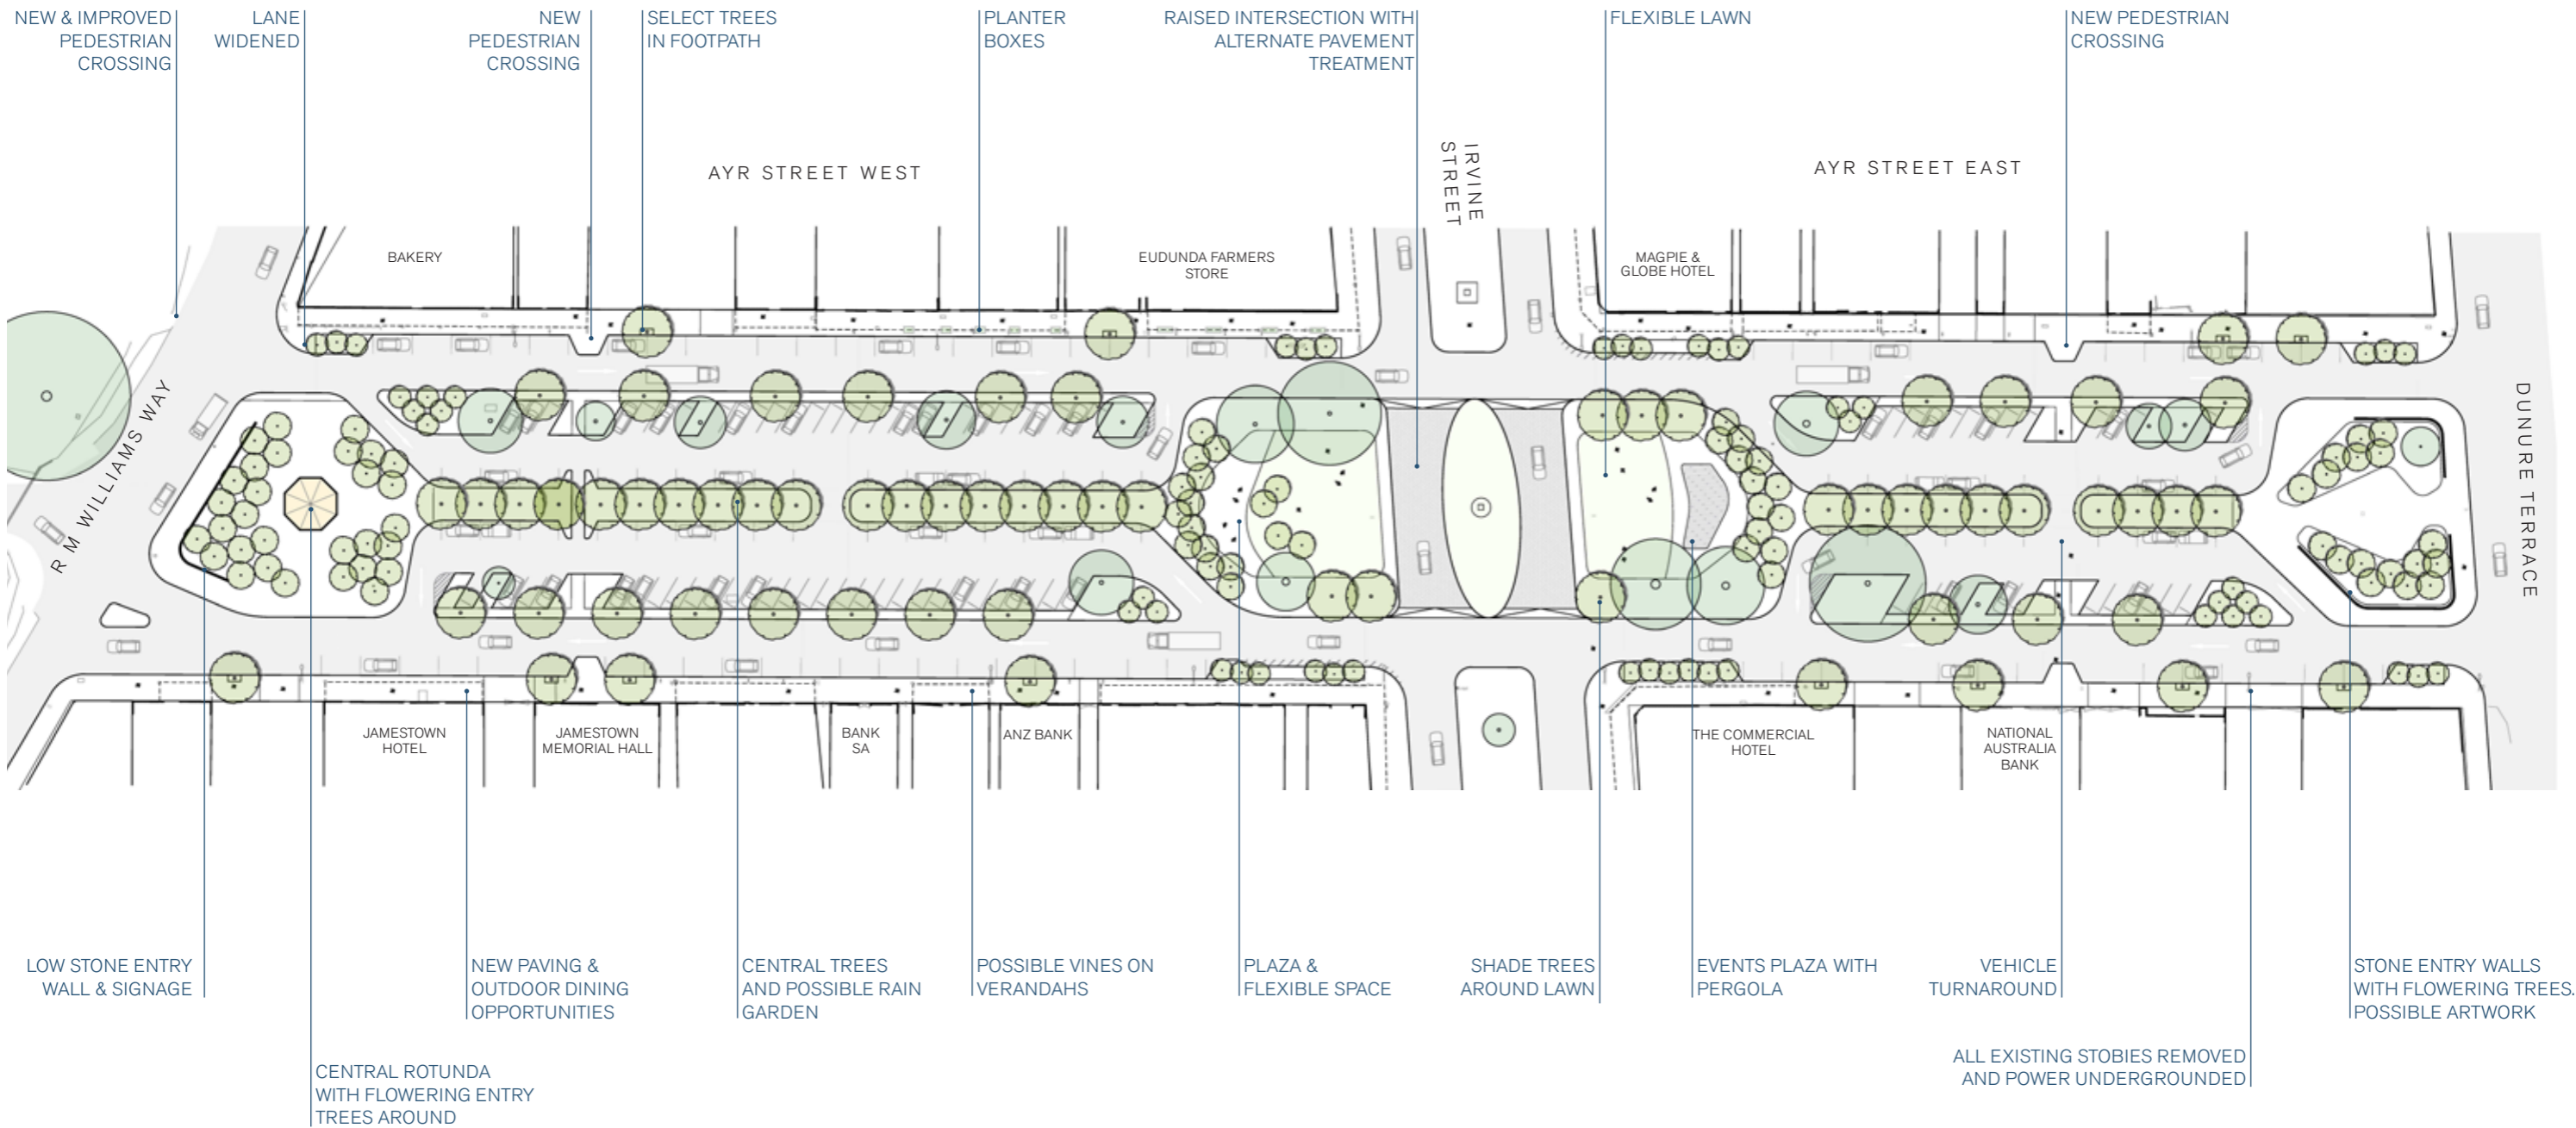 NEW & IMPROVED
PEDESTRIAN
CROSSING
LANE
WIDENED
NEW
PEDESTRIAN
CROSSING
SELECT TREES
IN FOOTPATH
PLANTER
BOXES
RAISED INTERSECTION WITH
ALTERNATE PAVEMENT
TREATMENT
FLEXIBLE LAWN
NEW PEDESTRIAN
CROSSING
AYR STREET WEST
IRVINE
STREET
AYR STREET EAST
BAKERY
EUDUNDA FARMERS
STORE
MAGPIE &
GLOBE HOTEL
R M WILLIAMS WAY
DUNURE TERRACE
JAMESTOWN
HOTEL
JAMESTOWN
MEMORIAL HALL
BANK
SA
ANZ BANK
THE COMMERCIAL
HOTEL
NATIONAL
AUSTRALIA
BANK
LOW STONE ENTRY
WALL & SIGNAGE
NEW PAVING &
OUTDOOR DINING
OPPORTUNITIES
CENTRAL TREES
AND POSSIBLE RAIN
GARDEN
POSSIBLE VINES ON
VERANDAHS
PLAZA &
FLEXIBLE SPACE
SHADE TREES
AROUND LAWN
EVENTS PLAZA WITH
PERGOLA
VEHICLE
TURNAROUND
STONE ENTRY WALLS
WITH FLOWERING TREES.
POSSIBLE ARTWORK
CENTRAL ROTUNDA
WITH FLOWERING ENTRY
TREES AROUND
ALL EXISTING STOBIES REMOVED
AND POWER UNDERGROUNDED